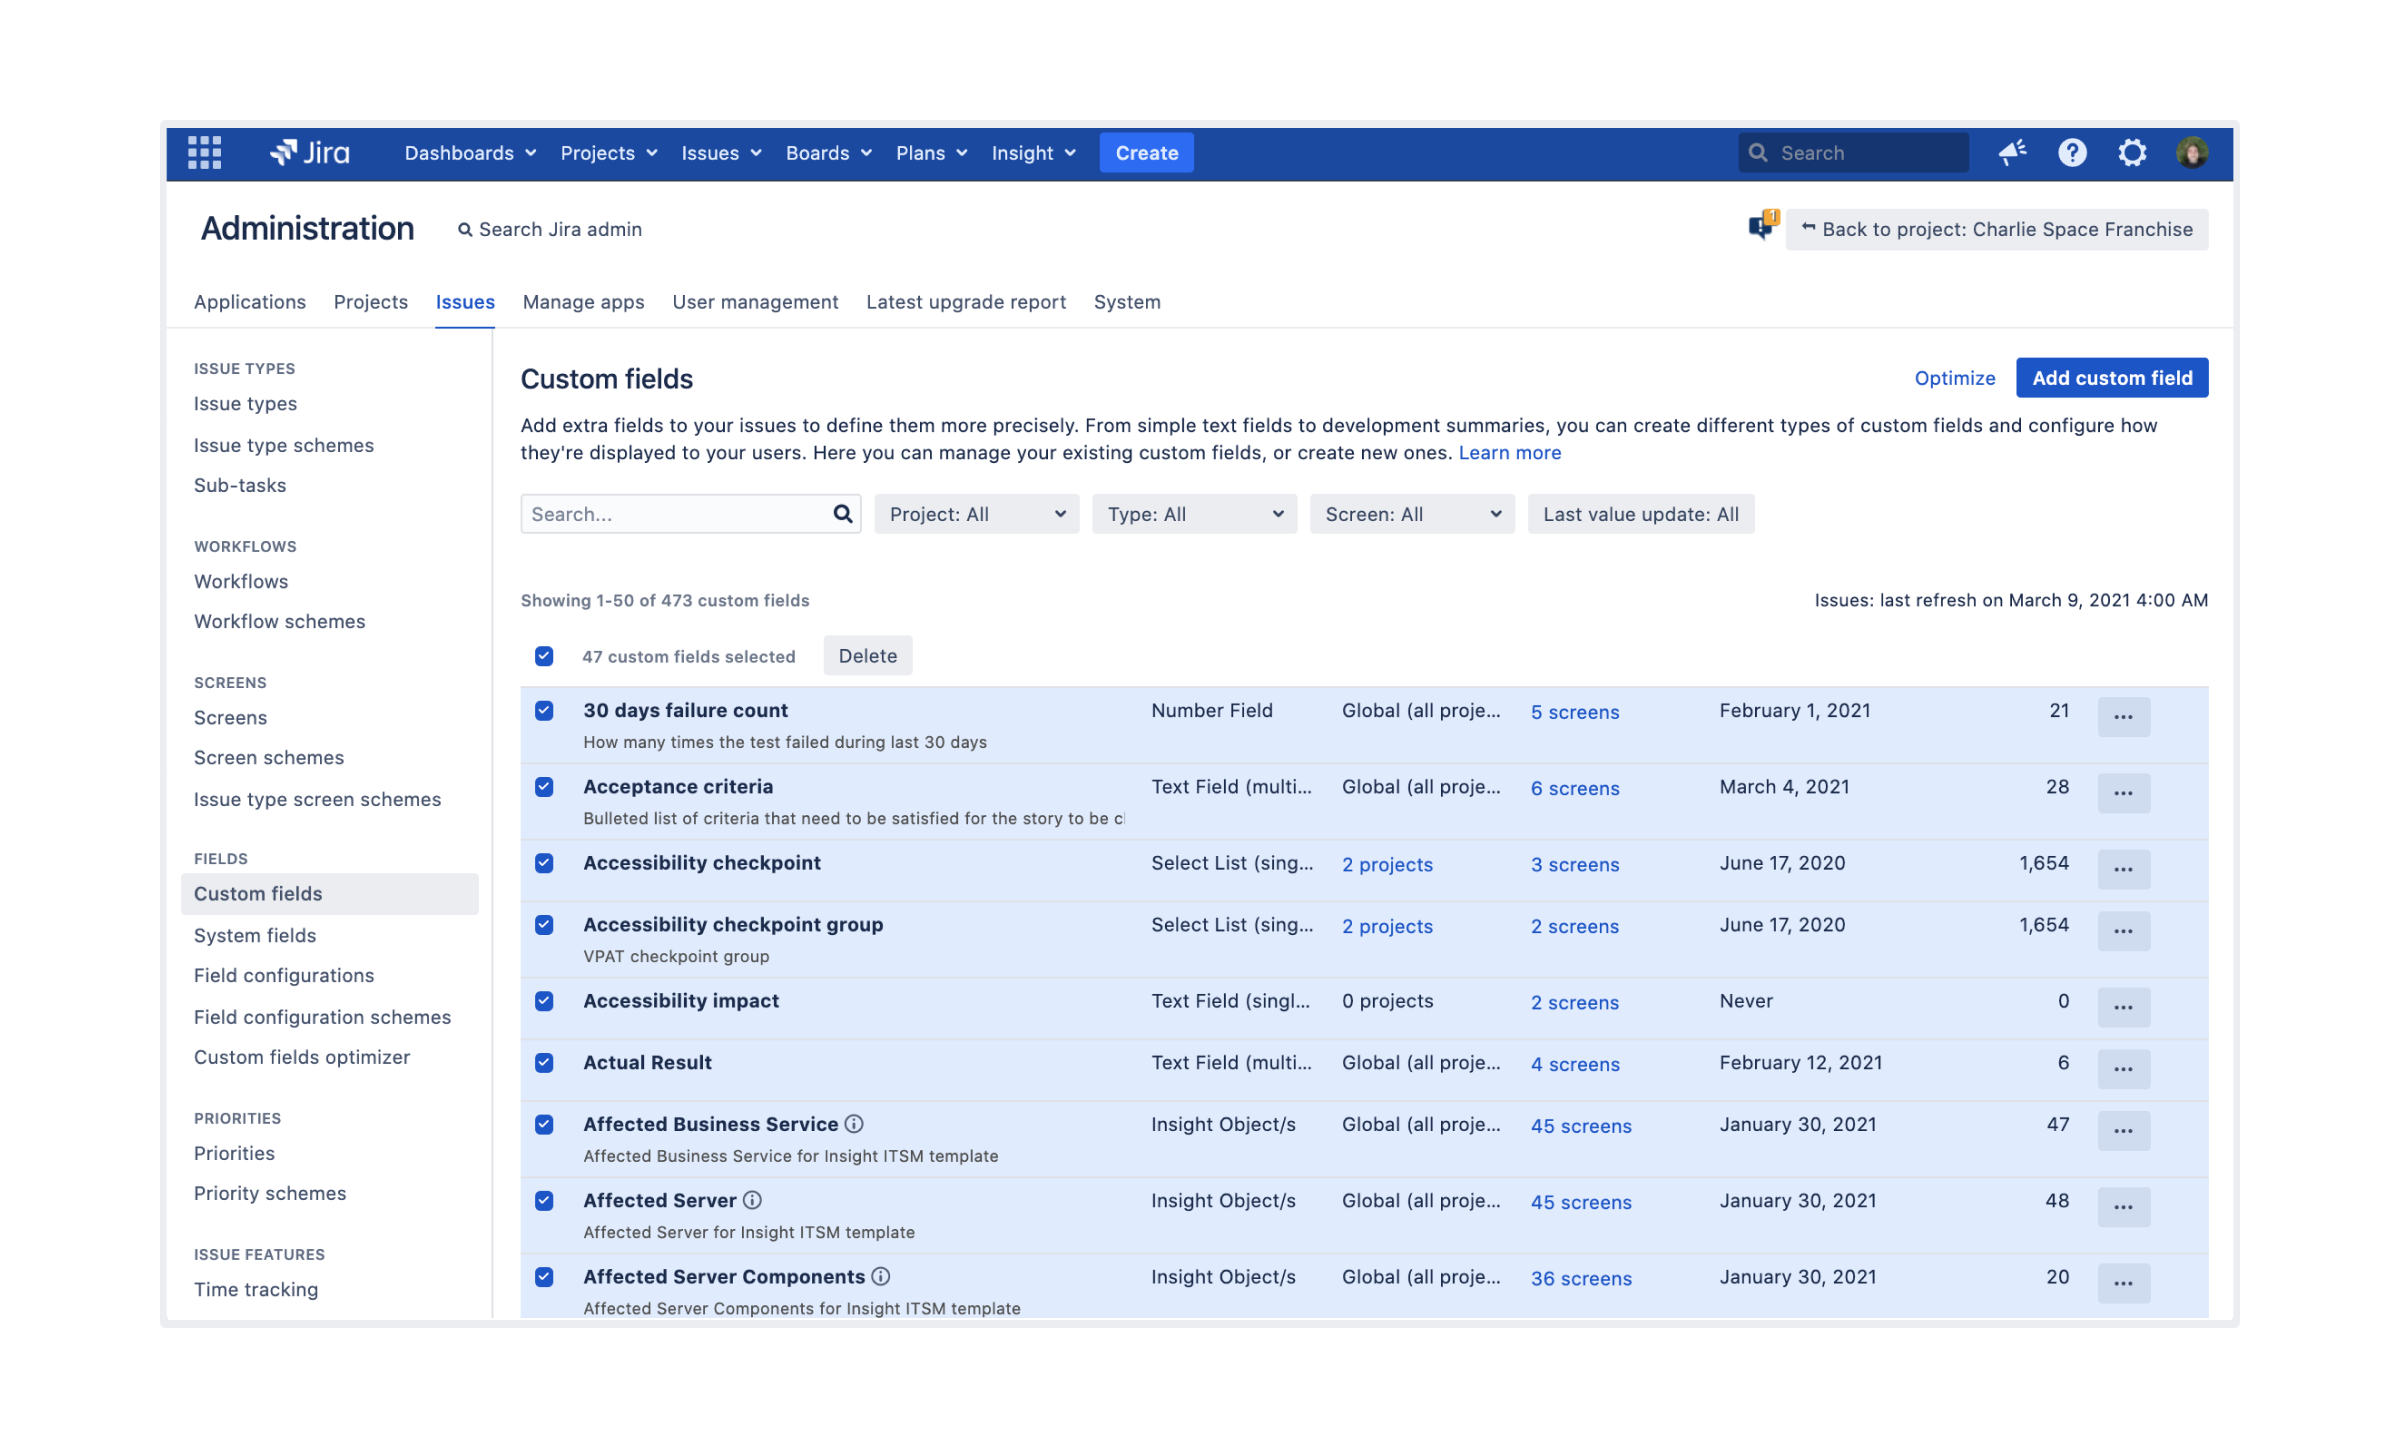 Jira Dashboards Projects Issues Boards Plans Insight Create Search
Administration Search Jira admin 1 Back to project: Charlie Space Franchise
Applications Projects Issues Manage apps User management Latest upgrade report System
ISSUE TYPES
Issue types
Issue type schemes
Sub-tasks
WORKFLOWS
Workflows
Workflow schemes
SCREENS
Screens
Screen schemes
Issue type screen schemes
FIELDS
Custom fields
System fields
Field configurations
Field configuration schemes
Custom fields optimizer
PRIORITIES
Priorities
Priority schemes
ISSUE FEATURES
Time tracking
Custom fields Optimize Add custom field
Add extra fields to your issues to define them more precisely. From simple text fields to development summaries, you can create different types of custom fields and configure how
they're displayed to your users. Here you can manage your existing custom fields, or create new ones. Learn more
Search... Project: All Type: All Screen: All Last value update: All
Showing 1-50 of 473 custom fields Issues: last refresh on March 9, 2021 4:00 AM
47 custom fields selected Delete
30 days failure count Number Field Global (all proje... 5 screens February 1, 2021 21 ...
How many times the test failed during last 30 days
Acceptance criteria Text Field (multi... Global (all proje... 6 screens March 4, 2021 28 ...
Bulleted list of criteria that need to be satisfied for the story to be
Accessibility checkpoint Select List (sing... 2 projects 3 screens June 17, 2020 1,654 ...
Accessibility checkpoint group Select List (sing... 2 projects 2 screens June 17, 2020 1,654 ...
VPAT checkpoint group
Accessibility impact Text Field (singl... 0 projects 2 screens Never 0 ...
Actual Result Text Field (multi... Global (all proje... 4 screens February 12, 2021 6 ...
Affected Business Service Insight Object/s Global (all proje... 45 screens January 30, 2021 47 ...
Affected Business Service for Insight ITSM template
Affected Server Insight Object/s Global (all proje... 45 screens January 30, 2021 48 ...
Affected Server for Insight ITSM template
Affected Server Components Insight Object/s Global (all proje... 36 screens January 30, 2021 20 ...
Affected Server Components for Insight ITSM template